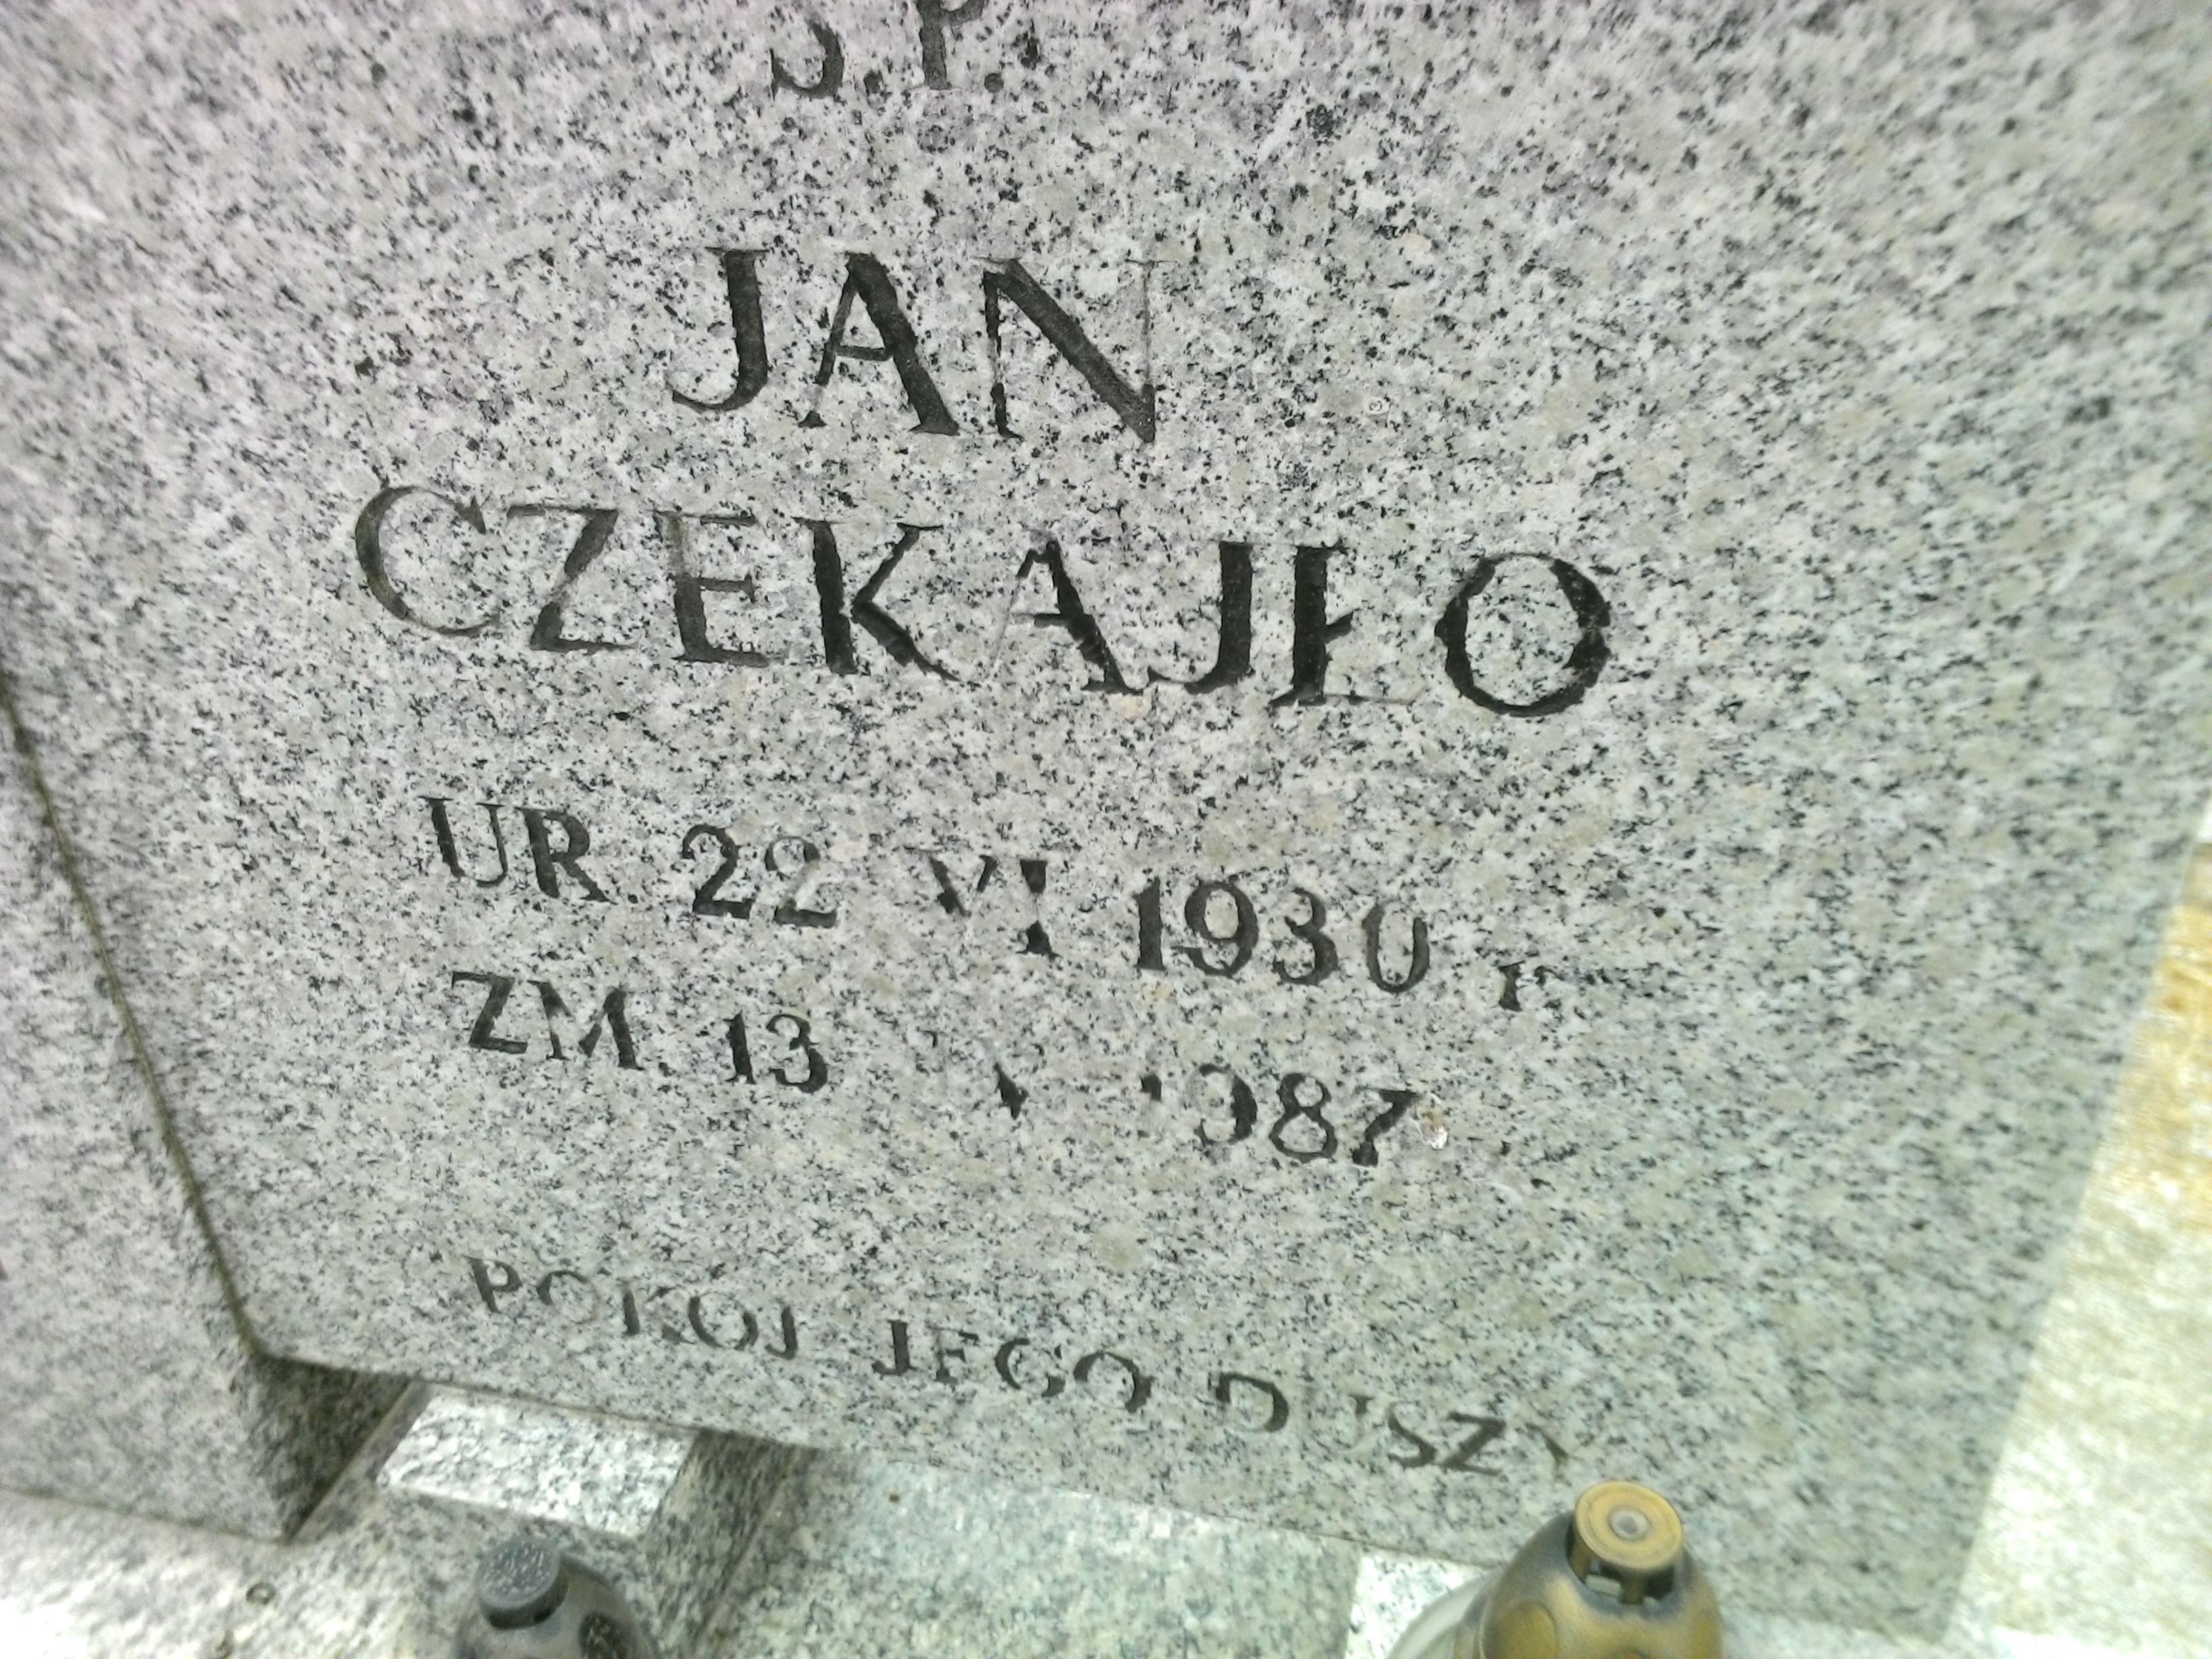 Ś.P.
JAN
CZEKAJŁO
UR. 22 VI 1930 r
ZM. 13 1987
POKÓJ JEGO DUSZY